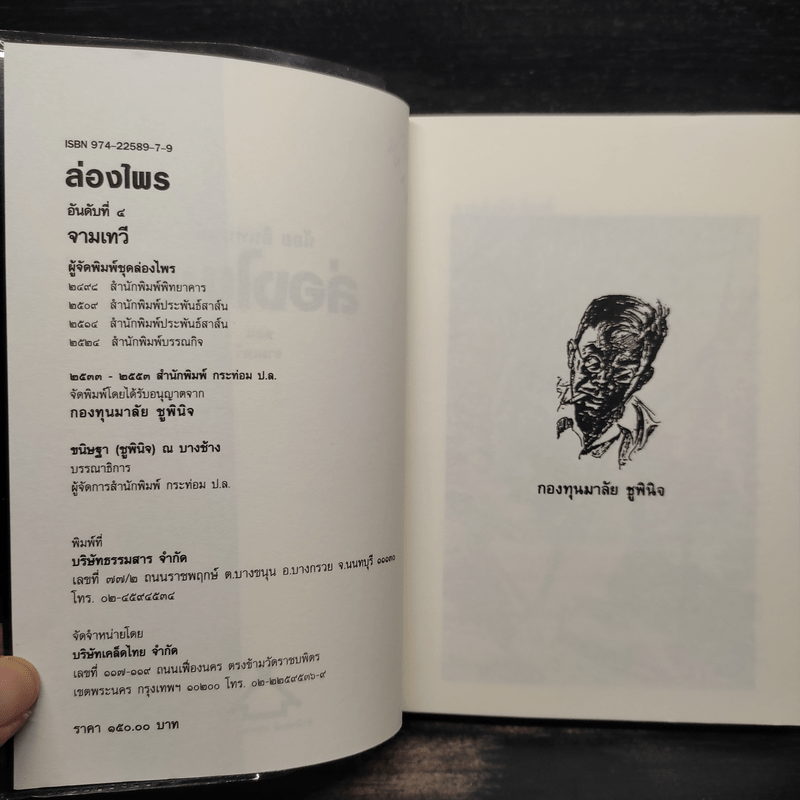 ISBN 974-22589-7-9
ล่องไพร
อันดับที่ ๔
จามเทวี
ผู้จัดพิมพ์ชุดล่องไพร
๒๔๙๘ สำนักพิมพ์พิทยาคาร
๒๕๐๙ สำนักพิมพ์ประพันธ์สาส์น
๒๕๑๔ สำนักพิมพ์ประพันธ์สาส์น
๒๕๒๔ สำนักพิมพ์บรรณกิจ
๒๕๓๓ - ๒๕๕๓ สำนักพิมพ์ กระท่อม ป.ล.
จัดพิมพ์โดยได้รับอนุญาตจาก
กองทุนมาลัย ชูพินิจ
ขนิษฐา (ชูพินิจ) ณ บางช้าง
บรรณาธิการ
ผู้จัดการสำนักพิมพ์ กระท่อม ป.ล.
พิมพ์ที่
บริษัทธรรมสาร จำกัด
เลขที่ ๗๗/๒ ถนนราชพฤกษ์ ต.บางขนุน อ.บางกรวย จ.นนทบุรี ๑๑๑๓๐
โทร. ๐๒-๔๕๙๔๕๓๔
จัดจำหน่ายโดย
บริษัทเคล็ดไทย จำกัด
เลขที่ ๑๑๗-๑๑๙ ถนนเฟื่องนคร ตรงข้ามวัดราชบพิตร
เขตพระนคร กรุงเทพฯ ๑๐๒๐๐ โทร. ๐๒-๒๒๕๙๕๓๖-๙
ราคา ๑๕๐.๐๐ บาท
กองทุนมาลัย ชูพินิจ